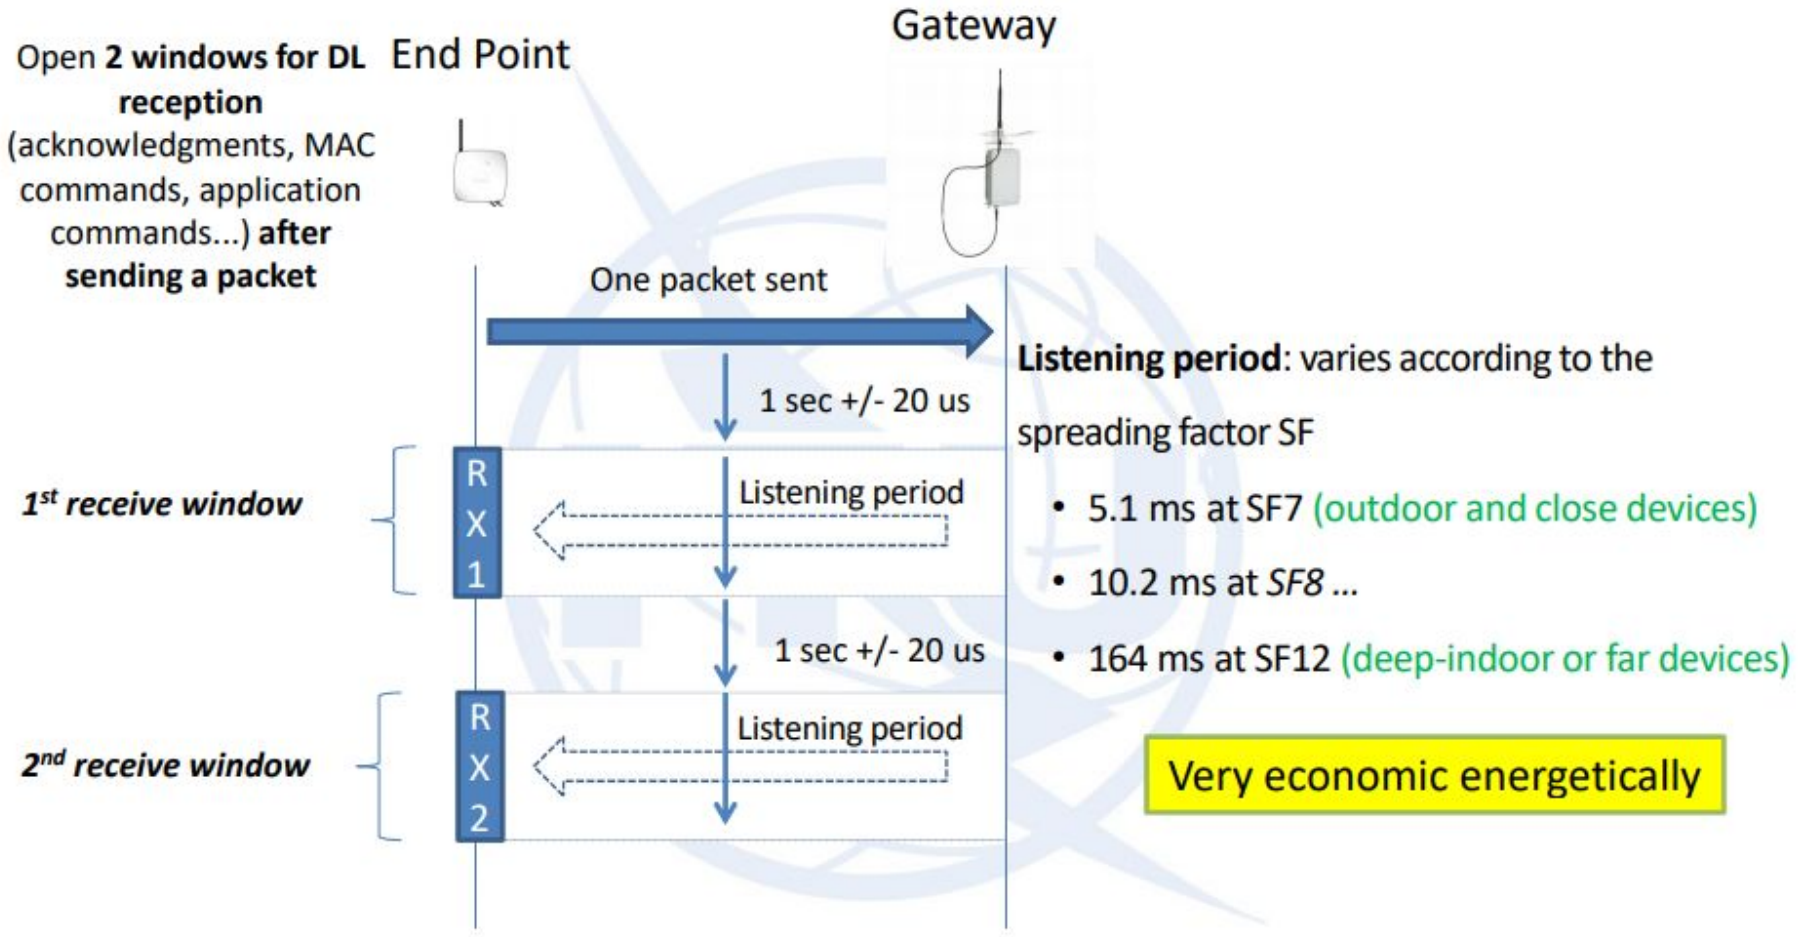 Open 2 windows for DL
reception
(acknowledgments, MAC
commands, application
commands...) after
sending a packet
End Point
Gateway
One packet sent
1 sec +/- 20 us
1st receive window
R
X
1
Listening period
1 sec +/- 20 us
2nd receive window
R
X
2
Listening period
Listening period: varies according to the
spreading factor SF
• 5.1 ms at SF7 (outdoor and close devices)
• 10.2 ms at SF8 ...
• 164 ms at SF12 (deep-indoor or far devices)
Very economic energetically